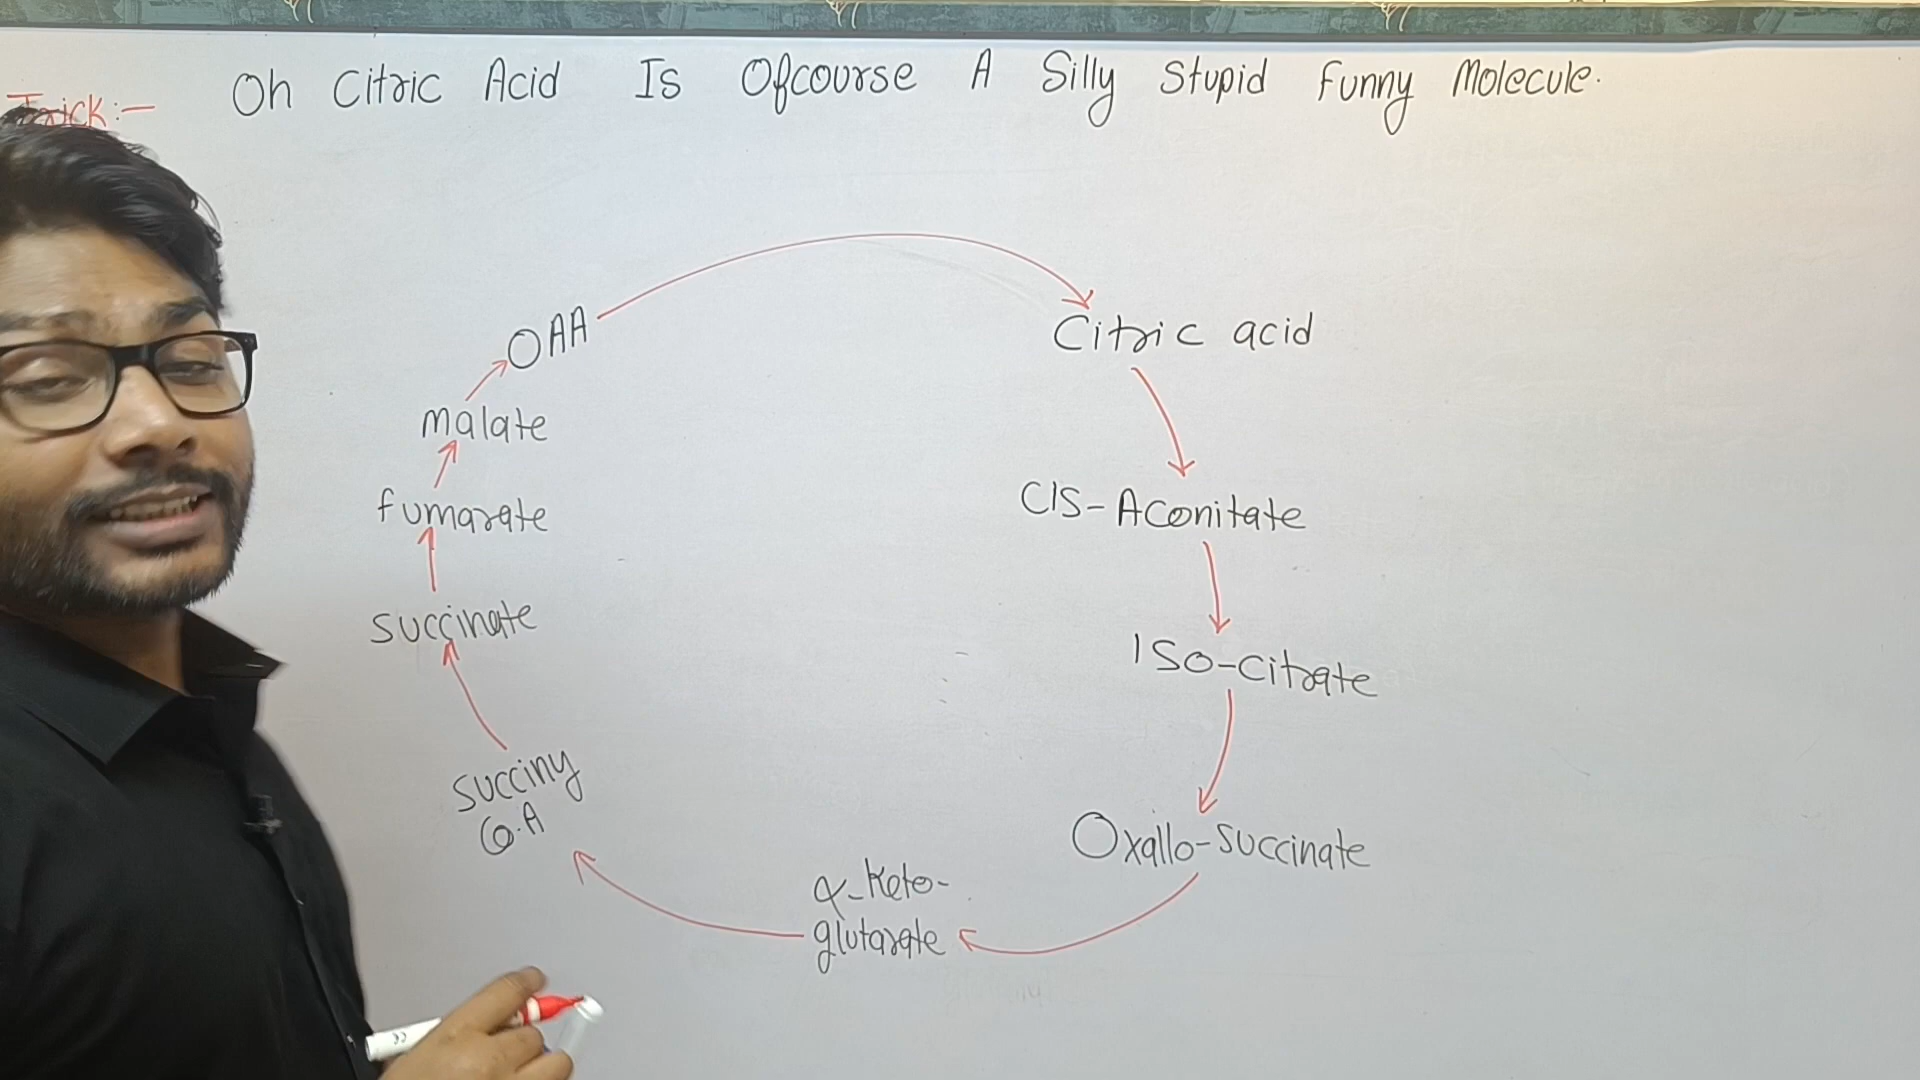 Trick:- Oh Citric Acid Is Ofcourse A Silly Stupid Funny Molecule.
OAA
Citric acid
malate
CIS-Aconitate
fumarate
succinate
ISO-citrate
succiny
Co.A
Oxallo-succinate
α-keto-
glutarate